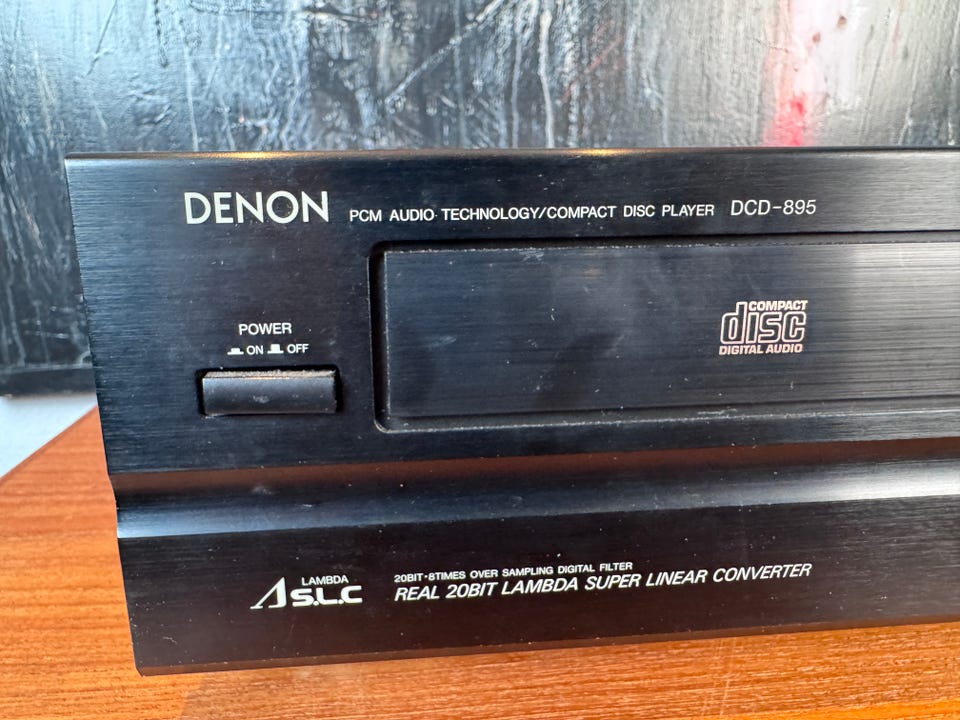 DENON PCM AUDIO TECHNOLOGY/COMPACT DISC PLAYER DCD-895
COMPACT
disc
DIGITAL AUDIO
POWER
ON OFF
LAMBDA
S.L.C
20BIT·8TIMES OVER SAMPLING DIGITAL FILTER
REAL 20BIT LAMBDA SUPER LINEAR CONVERTER